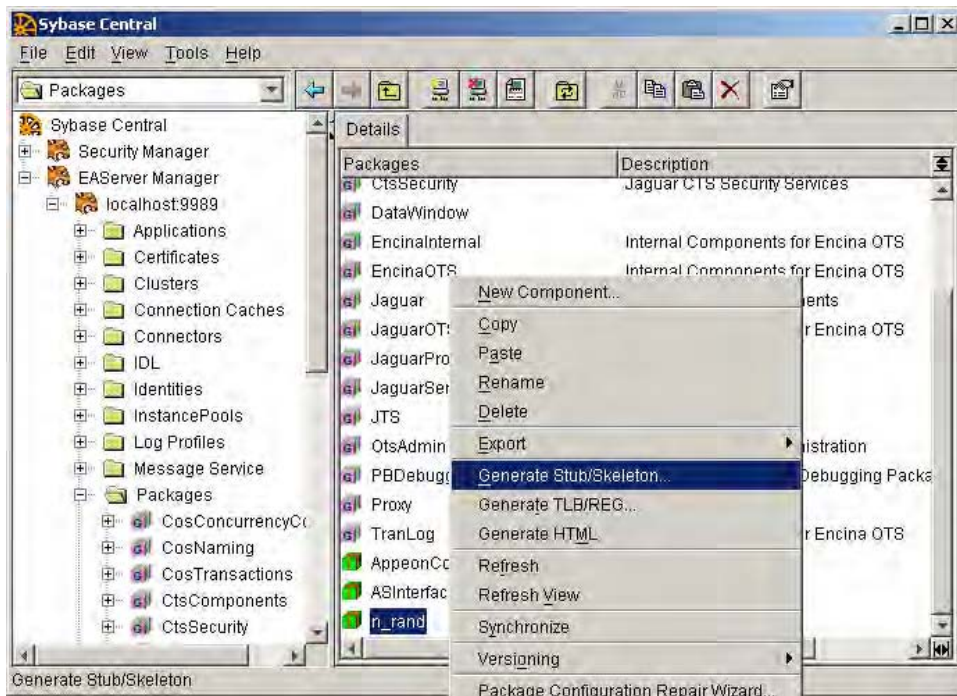 Sybase Central
File Edit View Tools Help
Packages
Sybase Central
Security Manager
EAServer Manager
localhost:9989
Applications
Certificates
Clusters
Connection Caches
Connectors
IDL
Identities
InstancePools
Log Profiles
Message Service
Packages
CosConcurrencyCo
CosNaming
CosTransactions
CtsComponents
CtsSecurity
Details
Packages Description
CtsSecurity Jaguar CTS Security Services
DataWindow
EncinaInternal Internal Components for Encina OTS
EncinaOTS Internal Components for Encina OTS
Jaguar ents
JaguarOT r Encina OTS
JaguarPro
JaguarSer
JTS
OtsAdmin istration
PBDebugg Debugging Packa
Proxy
TranLog r Encina OTS
AppeonCo
ASInterfac
n_rand
New Component...
Copy
Paste
Rename
Delete
Export
Generate Stub/Skeleton...
Generate TLB/REG...
Generate HTML
Refresh
Refresh View
Synchronize
Versioning
Package Configuration Repair Wizard...
Generate Stub/Skeleton